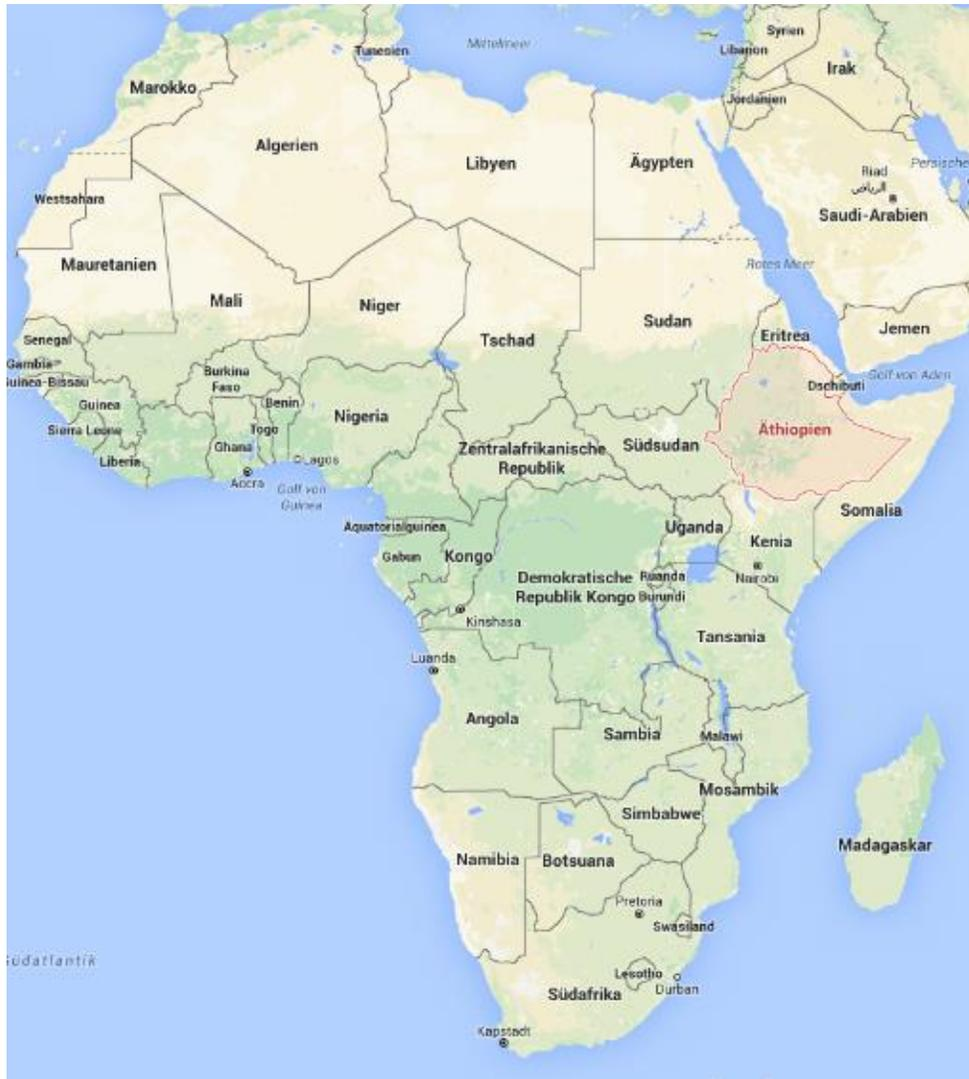 Mittelmeer
Syrien
Tunesien
Libanon
Irak
Marokko
Jordanien
Algerien
Libyen
Ägypten
Persische
Riad
الرياض
Westsahara
Saudi-Arabien
Mauretanien
Rotes Meer
Mali
Niger
Sudan
Jemen
Senegal
Tschad
Eritrea
Gambia
Burkina
Faso
Golf von Aden
Guinea-Bissau
Dschibuti
Guinea
Benin
Nigeria
Sierra Leone
Togo
Äthiopien
Ghana
Zentralafrikanische
Republik
Südsudan
Liberia
Lagos
Accra
Golf von
Guinea
Somalia
Äquatorialguinea
Uganda
Kenia
Gabun
Kongo
Demokratische
Republik Kongo
Ruanda
Nairobi
Burundi
Kinshasa
Tansania
Luanda
Angola
Sambia
Malawi
Mosambik
Simbabwe
Madagaskar
Namibia
Botsuana
Pretoria
Swasiland
Südatlantik
Lesotho
Durban
Südafrika
Kapstadt